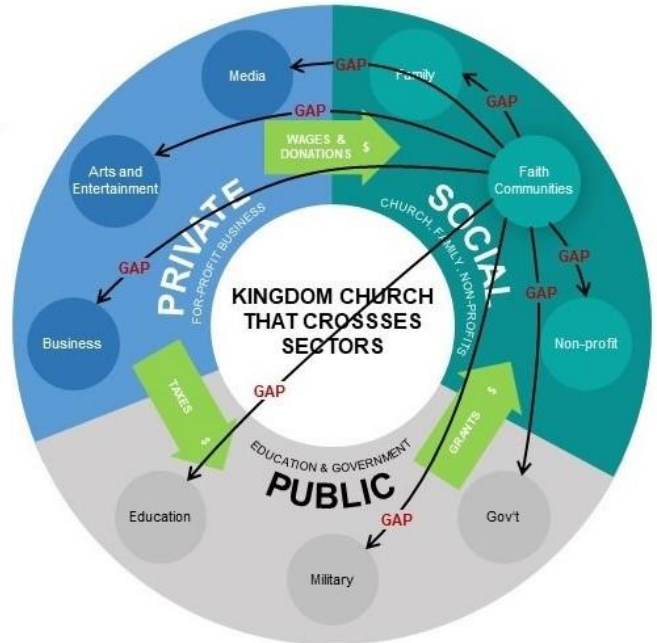 Media
GAP
Family
GAP
GAP
WAGES &
DONATIONS $
Arts and
Entertainment
Faith
Communities
PRIVATE
FOR-PROFIT BUSINESS
SOCIAL
CHURCH, FAMILY, NON-PROFITS
GAP
GAP
GAP
KINGDOM CHURCH
THAT CROSSSES
SECTORS
Business
Non-profit
TAXES $
GAP
GRANTS $
EDUCATION & GOVERNMENT
PUBLIC
Education
GAP
Gov't
Military